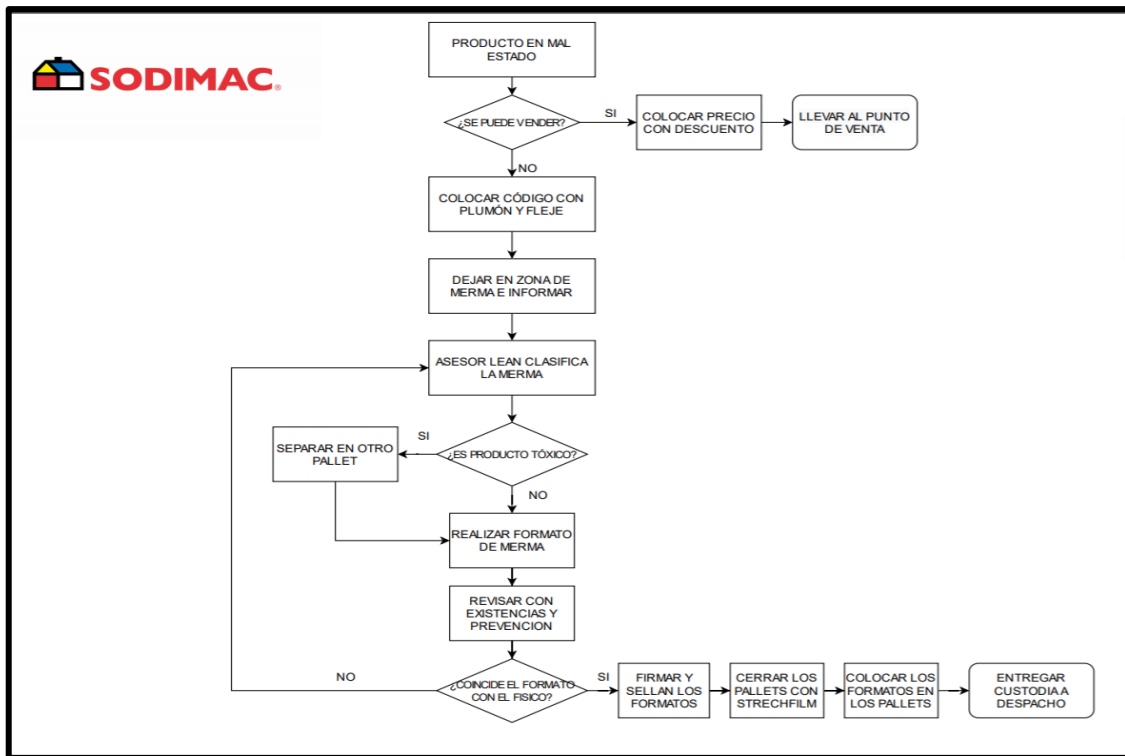 SODIMAC®
PRODUCTO EN MAL
ESTADO
¿SE PUEDE VENDER?
SI
COLOCAR PRECIO
CON DESCUENTO
LLEVAR AL PUNTO
DE VENTA
NO
COLOCAR CÓDIGO CON
PLUMÓN Y FLEJE
DEJAR EN ZONA DE
MERMA E INFORMAR
ASESOR LEAN CLASIFICA
LA MERMA
¿ES PRODUCTO TÓXICO?
SI
SEPARAR EN OTRO
PALLET
NO
REALIZAR FORMATO
DE MERMA
REVISAR CON
EXISTENCIAS Y
PREVENCION
¿COINCIDE EL FORMATO
CON EL FISICO?
NO
SI
FIRMAR Y
SELLAN LOS
FORMATOS
CERRAR LOS
PALLETS CON
STRECHFILM
COLOCAR LOS
FORMATOS EN
LOS PALLETS
ENTREGAR
CUSTODIA A
DESPACHO